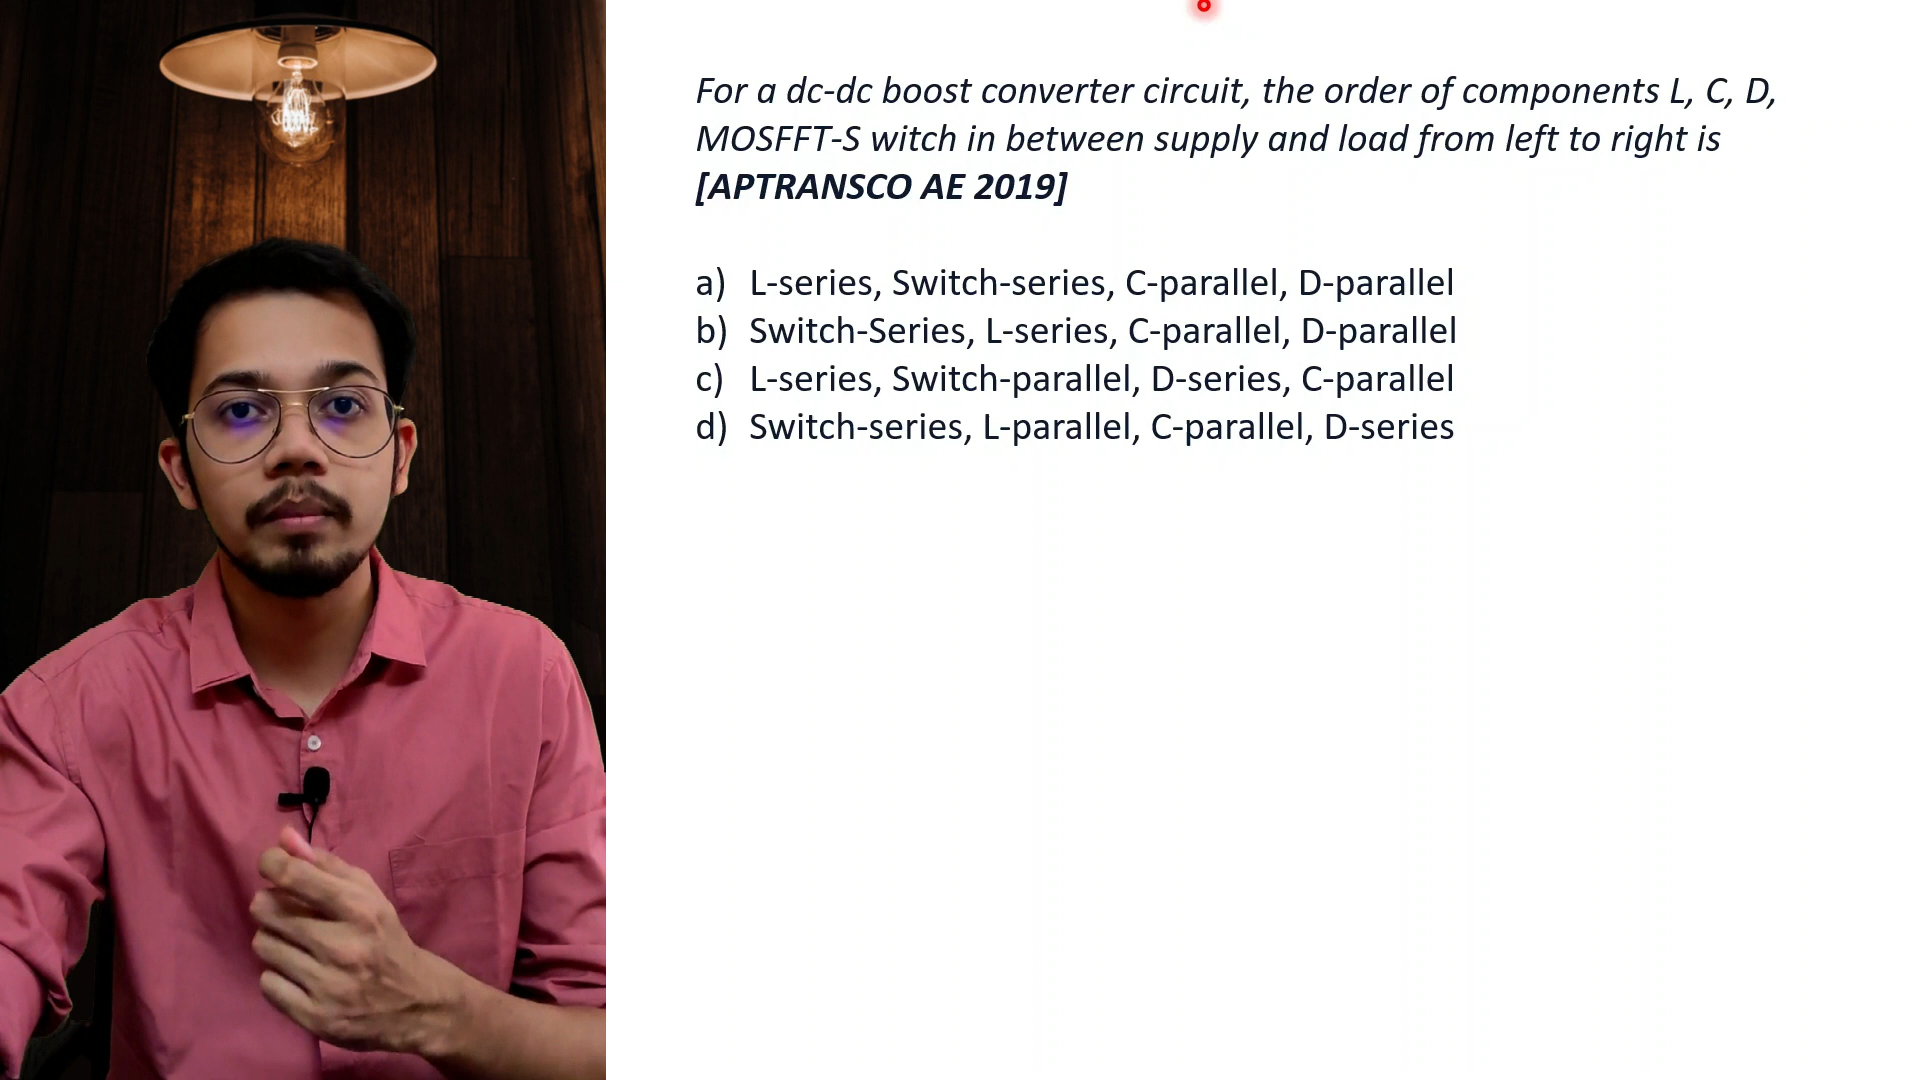 For a dc-dc boost converter circuit, the order of components L, C, D,
MOSFFT-S witch in between supply and load from left to right is
[APTRANSCO AE 2019]
a) L-series, Switch-series, C-parallel, D-parallel
b) Switch-Series, L-series, C-parallel, D-parallel
c) L-series, Switch-parallel, D-series, C-parallel
d) Switch-series, L-parallel, C-parallel, D-series